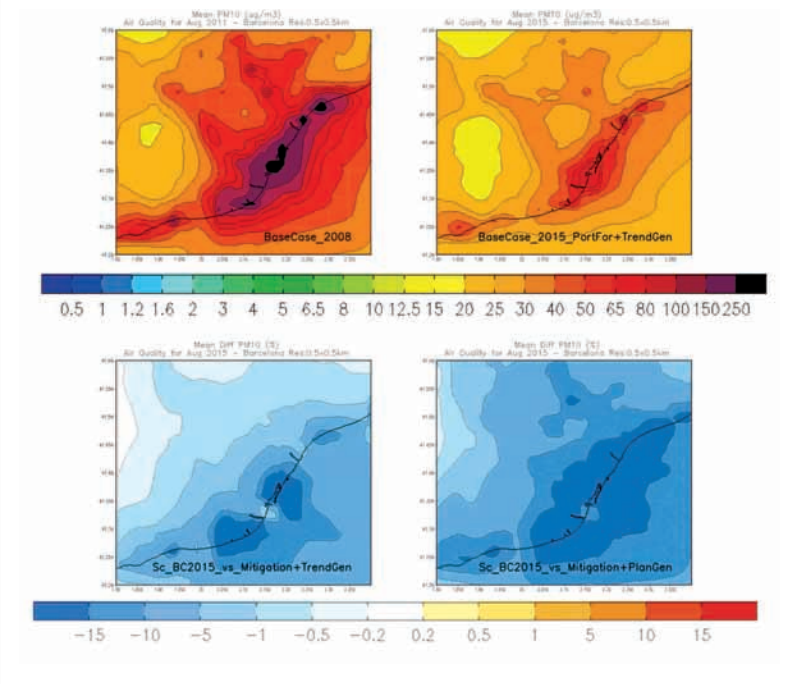 Mean PM10 (ug/m3)
Air Quality for Aug 2011 - Barcelona Res:0.5x0.5km
BaseCase_2008
Mean PM10 (ug/m3)
Air Quality for Aug 2015 - Barcelona Res:0.5x0.5km
BaseCase_2015_PortFor+TrendGen
0.5 1 1.2 1.6 2 3 4 5 6.5 8 10 12.5 15 20 25 30 40 50 65 80 100 150 250
Mean Diff PM10 (%)
Air Quality for Aug 2015 - Barcelona Res:0.5x0.5km
Sc_BC2015_vs_Mitigation+TrendGen
Mean Diff PM10 (%)
Air Quality for Aug 2015 - Barcelona Res:0.5x0.5km
Sc_BC2015_vs_Mitigation+PlanGen
-15 -10 -5 -1 -0.5 -0.2 0.2 0.5 1 5 10 15